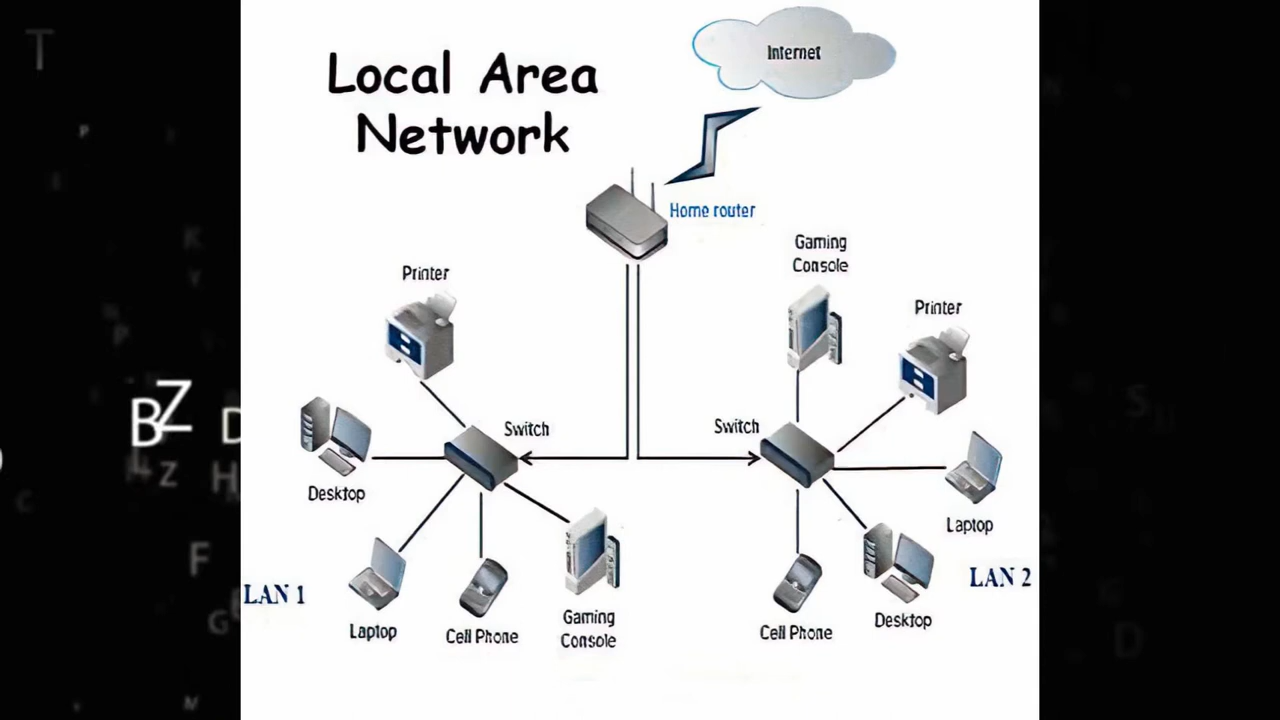 Local Area
Network
Internet
Home router
Gaming
Console
Printer
Printer
Switch
Switch
Desktop
Laptop
LAN 1
LAN 2
Laptop
Cell Phone
Gaming
Console
Cell Phone
Desktop
T
P
K
B
Z
D
Z
H
F
G
M
S
D